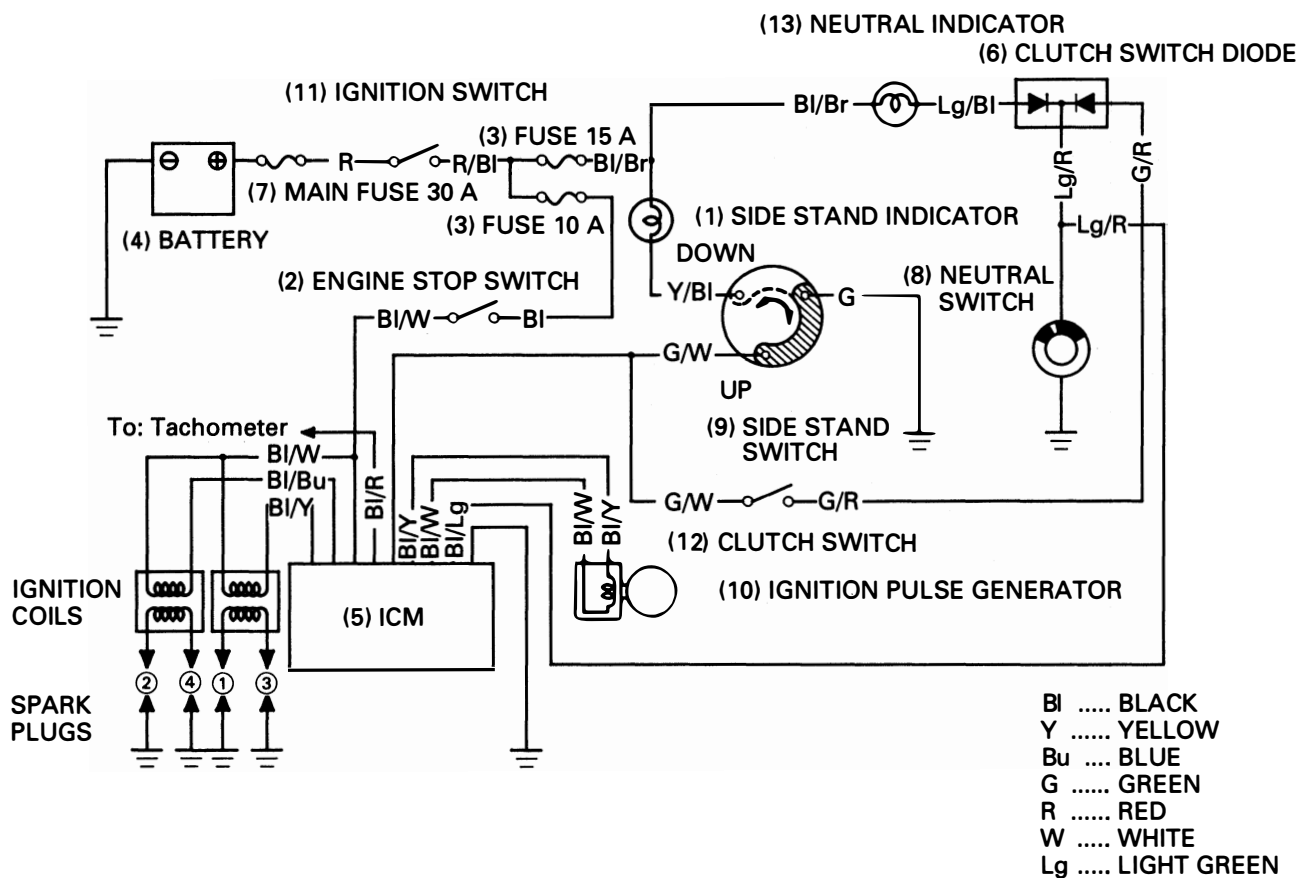 (13) NEUTRAL INDICATOR
(6) CLUTCH SWITCH DIODE
(11) IGNITION SWITCH
Bl/Br
Lg/Bl
(3) FUSE 15 A
R
R/Bl
Bl/Br
Lg/R
G/R
(7) MAIN FUSE 30 A
(3) FUSE 10 A
(1) SIDE STAND INDICATOR
Lg/R
(4) BATTERY
DOWN
(2) ENGINE STOP SWITCH
Y/Bl
G
(8) NEUTRAL
SWITCH
Bl/W
Bl
G/W
UP
To: Tachometer
(9) SIDE STAND
SWITCH
Bl/W
Bl/Bu
Bl/Y
Bl/R
Bl/Y
Bl/W
Bl/Lg
Bl/W
Bl/Y
G/W
G/R
(12) CLUTCH SWITCH
IGNITION
COILS
(5) ICM
(10) IGNITION PULSE GENERATOR
2
4
1
3
SPARK
PLUGS
Bl ..... BLACK
Y ...... YELLOW
Bu .... BLUE
G ...... GREEN
R ...... RED
W ..... WHITE
Lg ..... LIGHT GREEN